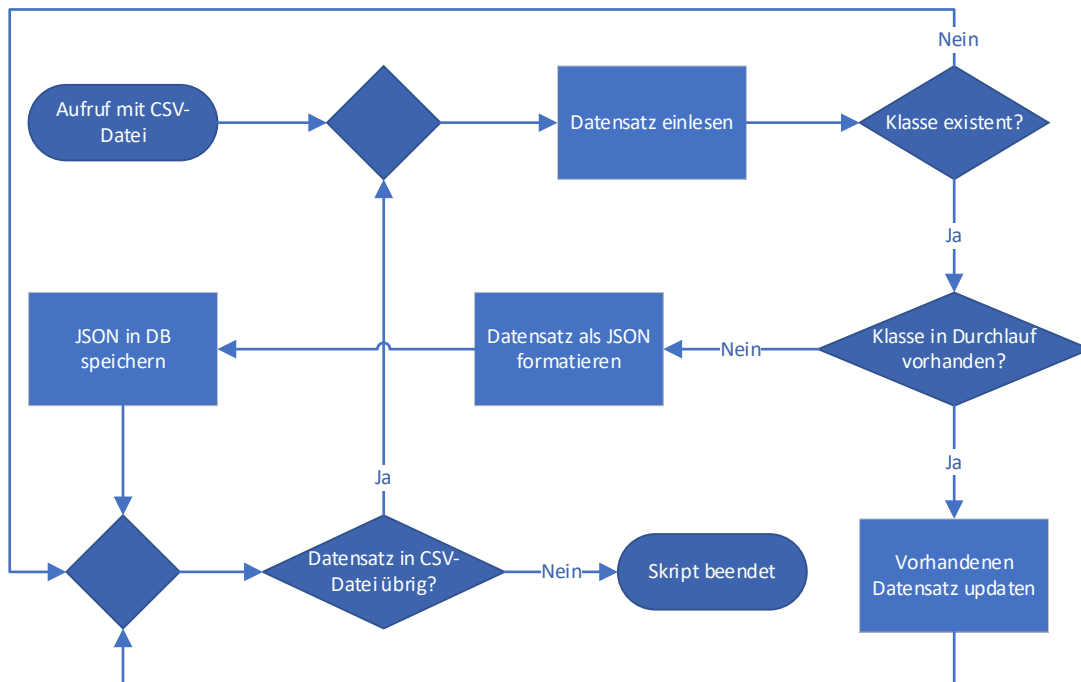 Nein
Aufruf mit CSV-
Datei
Datensatz einlesen
Klasse existent?
Ja
JSON in DB
speichern
Datensatz als JSON
formatieren
Nein
Klasse in Durchlauf
vorhanden?
Ja
Ja
Datensatz in CSV-
Datei übrig?
Nein
Skript beendet
Vorhandenen
Datensatz updaten